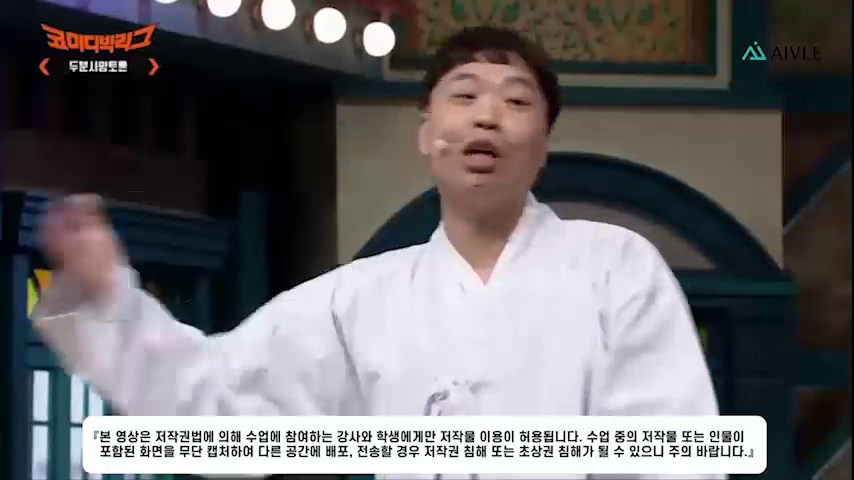 코미디빅리그
두분사망토론
AIVLE
『본 영상은 저작권법에 의해 수업에 참여하는 강사와 학생에게만 저작물 이용이 허용됩니다. 수업 중의 저작물 또는 인물이
포함된 화면을 무단 캡처하여 다른 공간에 배포, 전송할 경우 저작권 침해 또는 초상권 침해가 될 수 있으니 주의 바랍니다.』